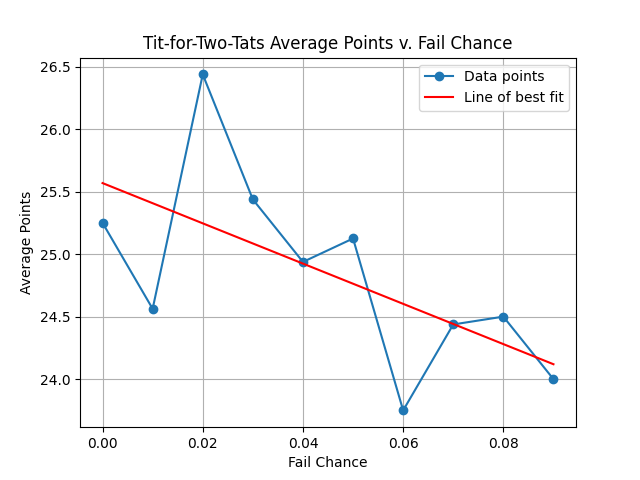 Tit-for-Two-Tats Average Points v. Fail Chance
Data points
Line of best fit
26.5
26.0
25.5
25.0
24.5
24.0
Average Points
0.00
0.02
0.04
0.06
0.08
Fail Chance